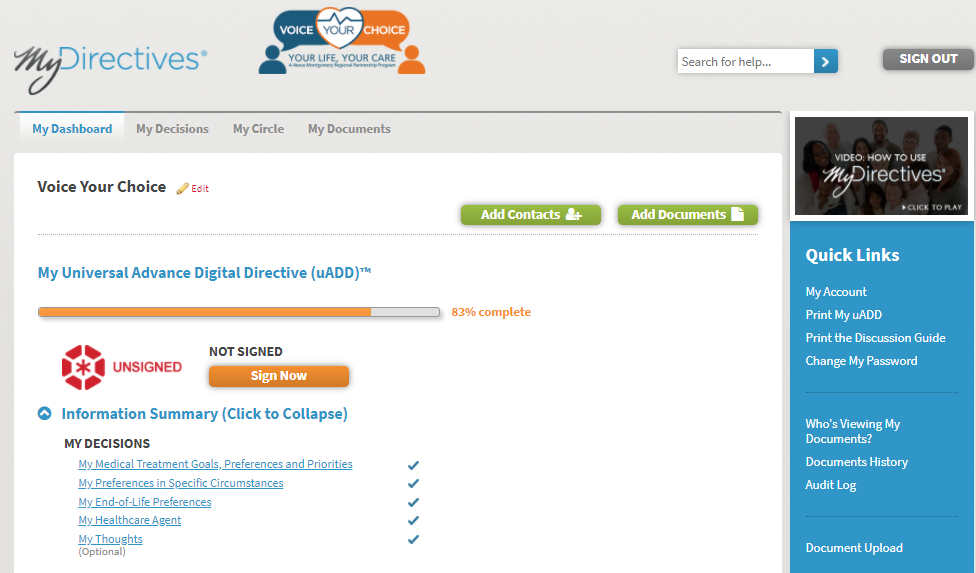 VOICE YOUR CHOICE
YOUR LIFE, YOUR CARE
A Nexus Montgomery Regional Partnership Program
MyDirectives®
Search for help...
SIGN OUT
My Dashboard
My Decisions
My Circle
My Documents
Voice Your Choice
Edit
Add Contacts
Add Documents
My Universal Advance Digital Directive (uADD)™
83% complete
UNSIGNED
NOT SIGNED
Sign Now
Information Summary (Click to Collapse)
MY DECISIONS
My Medical Treatment Goals, Preferences and Priorities
My Preferences in Specific Circumstances
My End-of-Life Preferences
My Healthcare Agent
My Thoughts
(Optional)
VIDEO: HOW TO USE
MyDirectives®
CLICK TO PLAY
Quick Links
My Account
Print My uADD
Print the Discussion Guide
Change My Password
Who's Viewing My
Documents?
Documents History
Audit Log
Document Upload